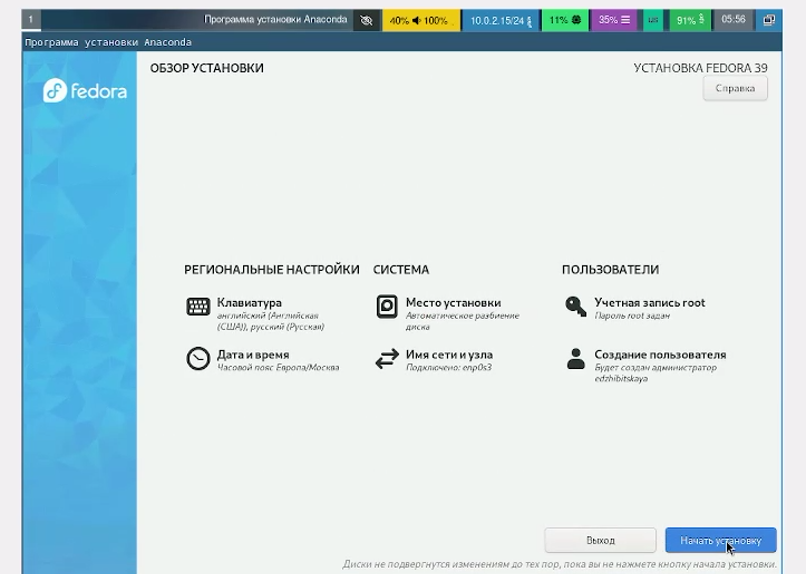 1 Программа установки Anaconda 40% 100% 10.0.2.15/24 11% 35% us 91% 05:56
Программа установки Anaconda
fedora
ОБЗОР УСТАНОВКИ
УСТАНОВКА FEDORA 39
Справка
РЕГИОНАЛЬНЫЕ НАСТРОЙКИ
Клавиатура
английский (Английская
(США)), русский (Русская)
Дата и время
Часовой пояс Европа/Москва
СИСТЕМА
Место установки
Автоматическое разбиение
диска
Имя сети и узла
Подключено: enp0s3
ПОЛЬЗОВАТЕЛИ
Учетная запись root
Пароль root задан
Создание пользователя
Будет создан администратор
edzhibitskaya
Выход
Начать установку
Диски не подвергнутся изменениям до тех пор, пока вы не нажмете кнопку начала установки.